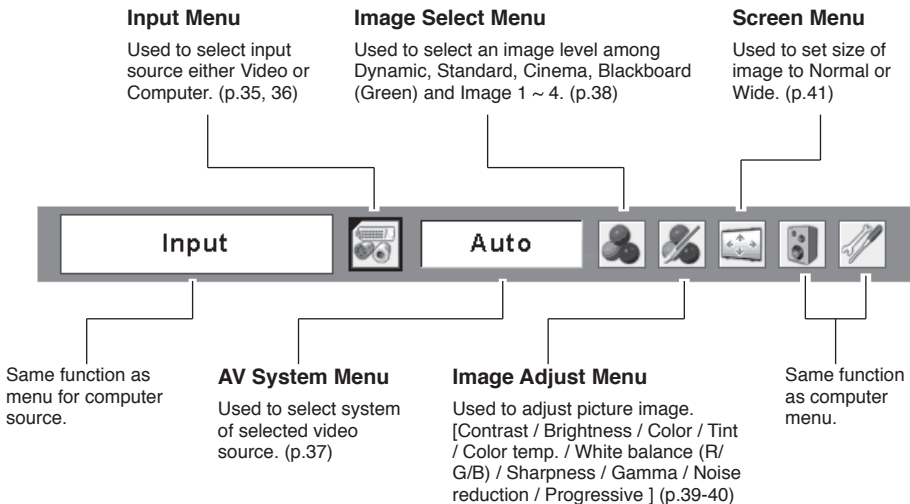 Input Menu
Used to select input
source either Video or
Computer. (p.35, 36)
Image Select Menu
Used to select an image level among
Dynamic, Standard, Cinema, Blackboard
(Green) and Image 1 ~ 4. (p.38)
Screen Menu
Used to set size of
image to Normal or
Wide. (p.41)
Input
Auto
Same function as
menu for computer
source.
AV System Menu
Used to select system
of selected video
source. (p.37)
Image Adjust Menu
Used to adjust picture image.
[Contrast / Brightness / Color / Tint
/ Color temp. / White balance (R/
G/B) / Sharpness / Gamma / Noise
reduction / Progressive ] (p.39-40)
Same function
as computer
menu.